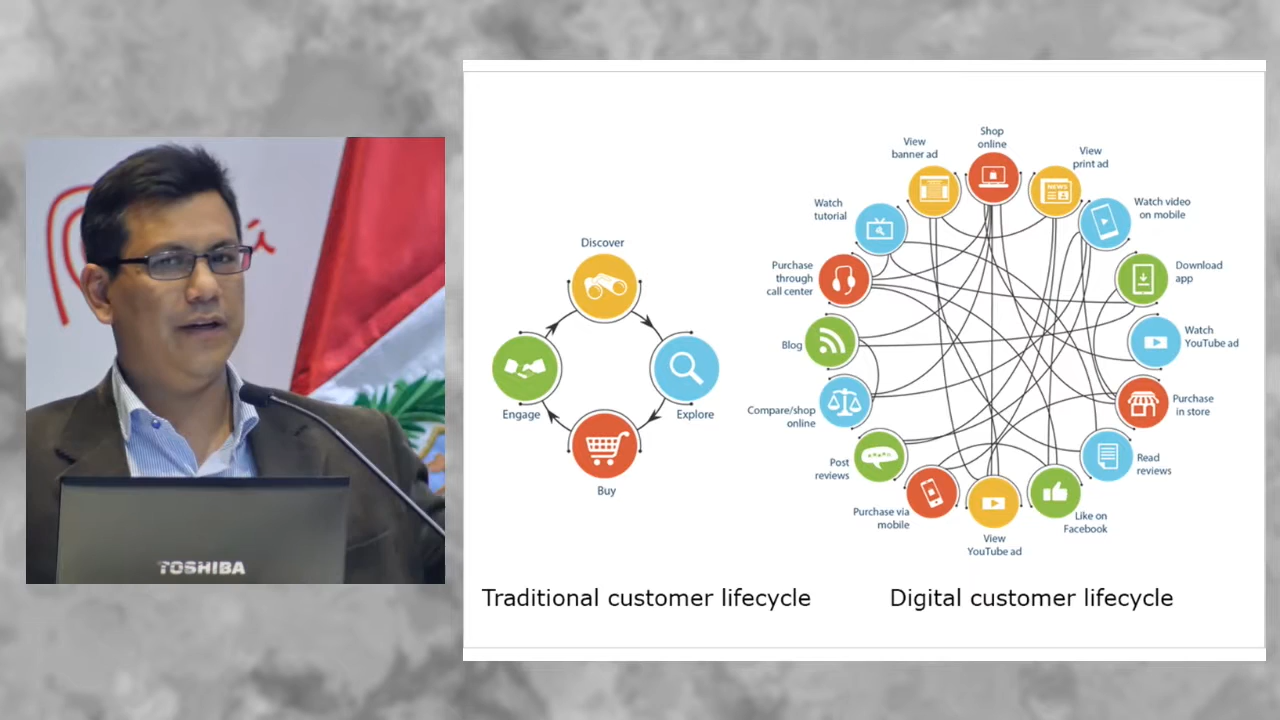 TOSHIBA
Discover
Explore
Buy
Engage
Traditional customer lifecycle
Shop
online
View
print ad
Watch video
on mobile
Download
app
Watch
YouTube ad
Purchase
in store
Read
reviews
Like on
Facebook
View
YouTube ad
Purchase via
mobile
Post
reviews
Compare/shop
online
Blog
Purchase
through
call center
Watch
tutorial
View
banner ad
NEWS
Digital customer lifecycle